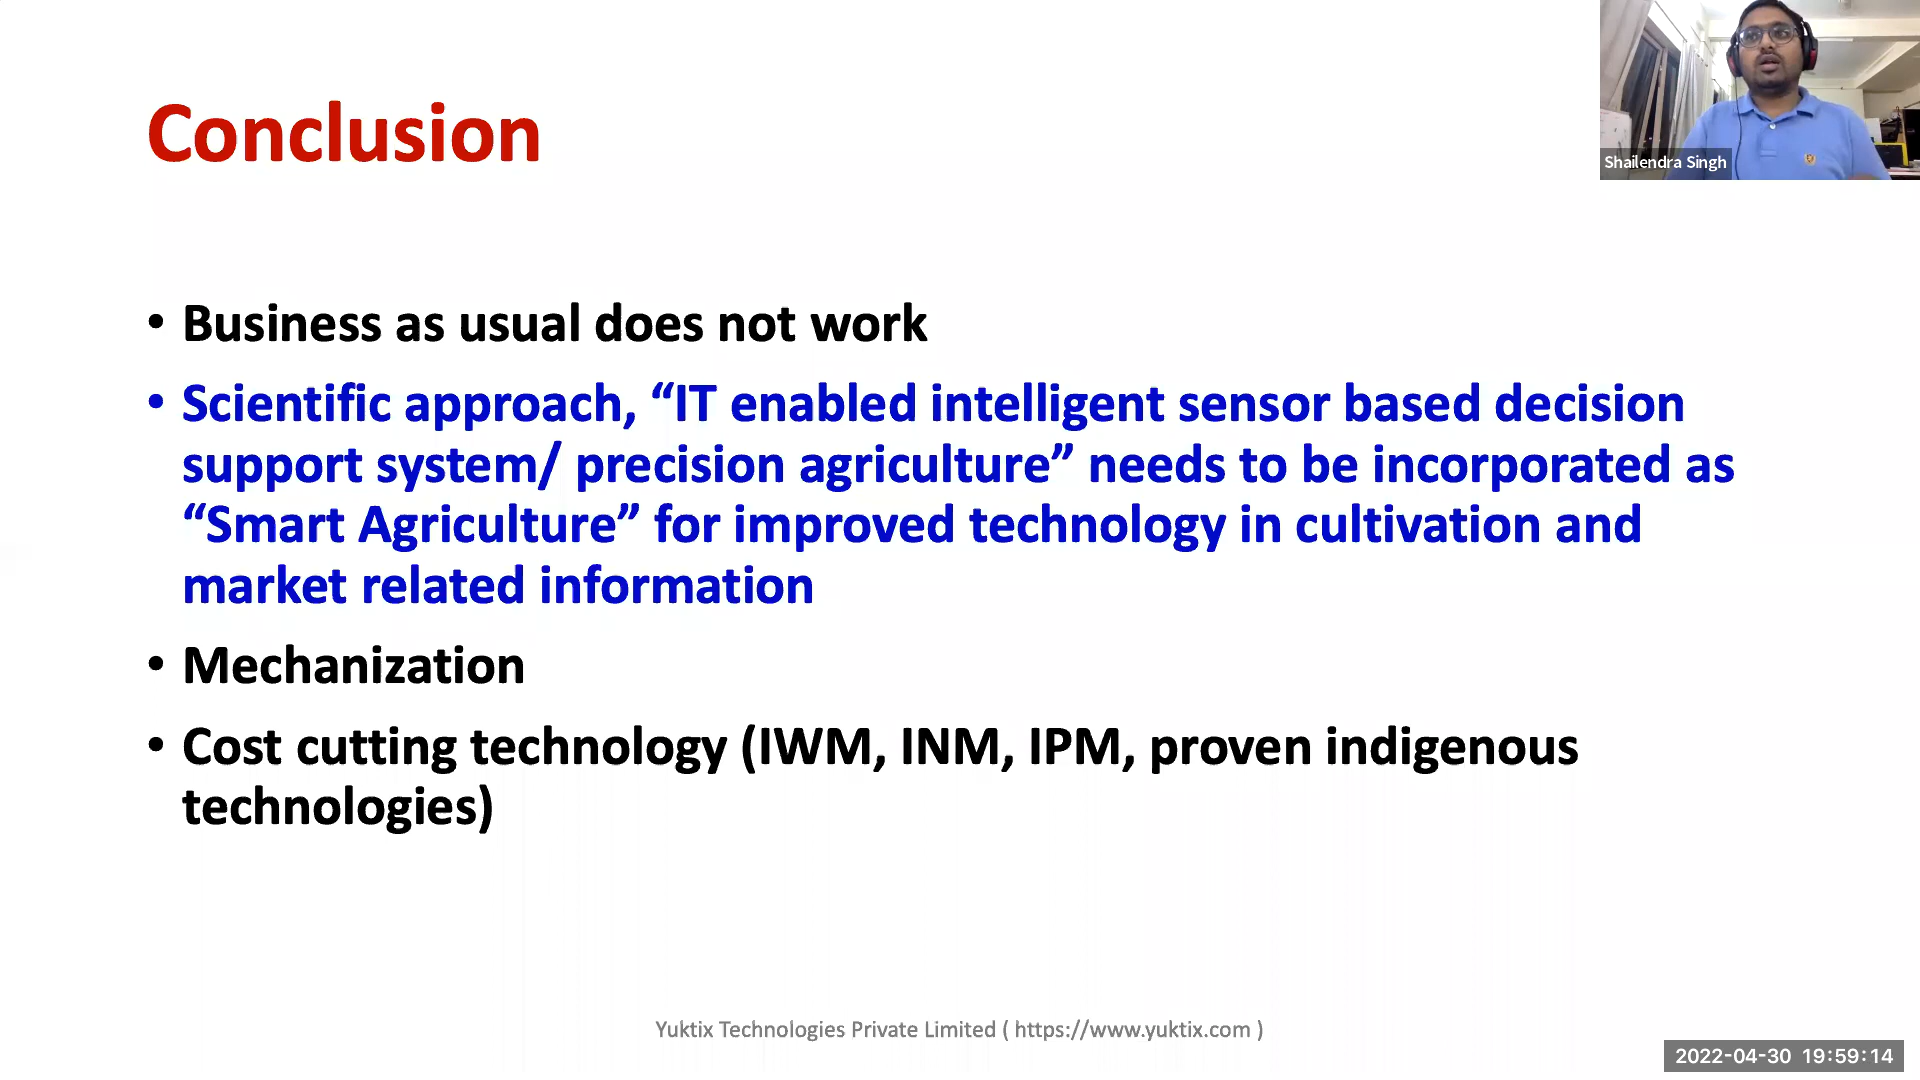 Conclusion
Shailendra Singh
• Business as usual does not work
• Scientific approach, “IT enabled intelligent sensor based decision
support system/ precision agriculture” needs to be incorporated as
“Smart Agriculture” for improved technology in cultivation and
market related information
• Mechanization
• Cost cutting technology (IWM, INM, IPM, proven indigenous
technologies)
Yuktix Technologies Private Limited ( https://www.yuktix.com )
2022-04-30 19:59:14